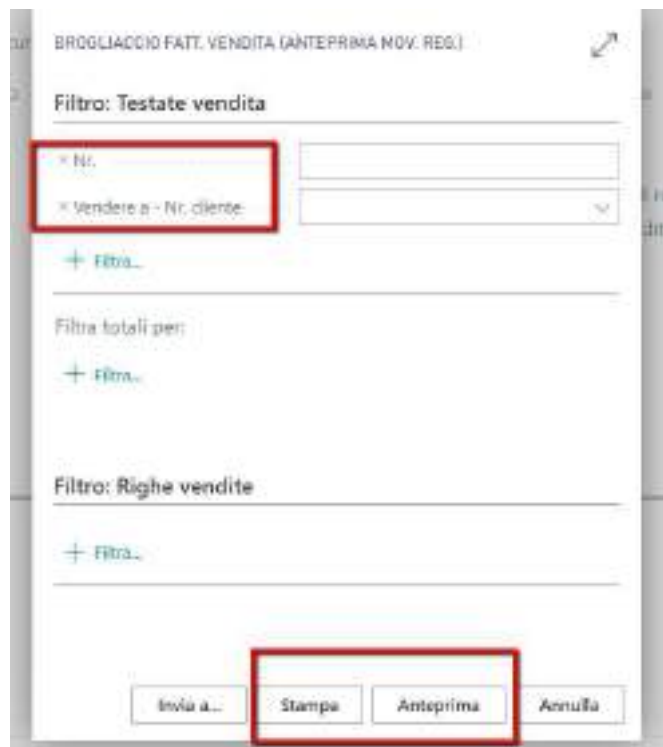 BROGLIACCIO FATT. VENDITA (ANTEPRIMA MOV. REG.)
Filtro: Testate vendita
× Nr.
× Vendere a - Nr. cliente
+ Filtra...
Filtra totali per:
+ Filtra...
Filtro: Righe vendite
+ Filtra...
Invia a... Stampa Anteprima Annulla